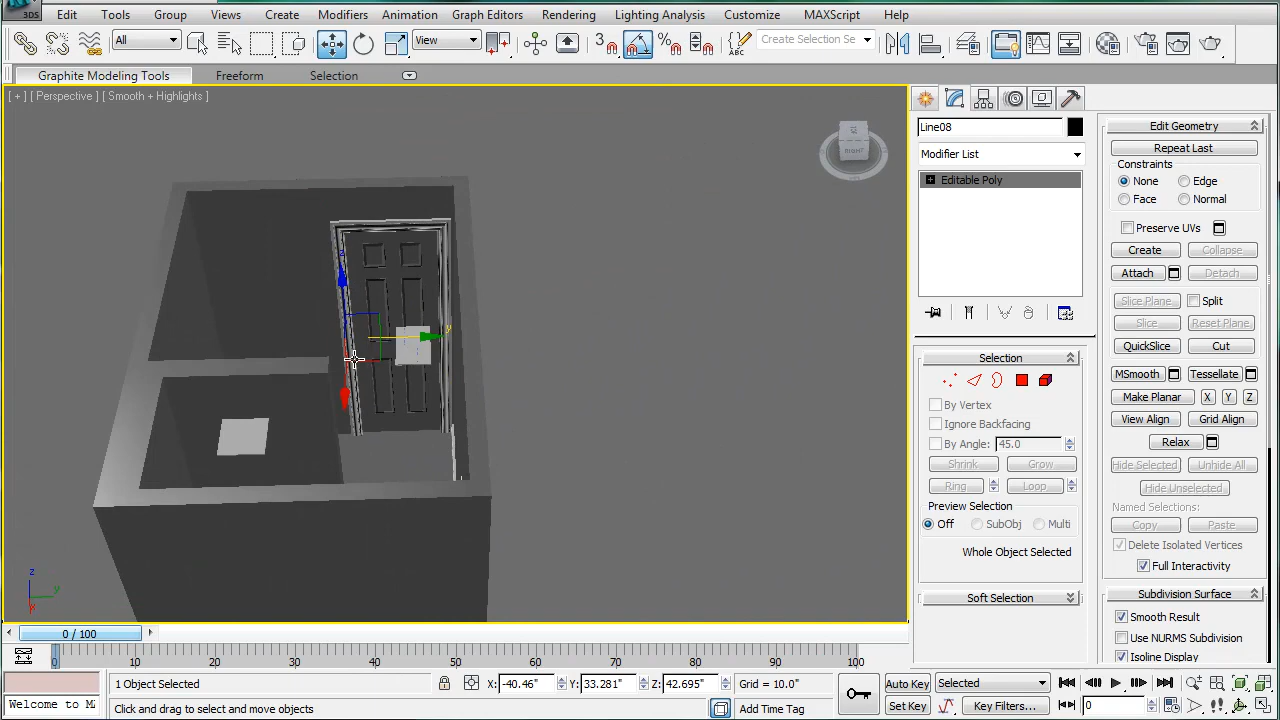 3DS
Edit Tools Group Views Create Modifiers Animation Graph Editors Rendering Lighting Analysis Customize MAXScript Help
All View 3 ABC Create Selection Se
Graphite Modeling Tools Freeform Selection
[ + ] [ Perspective ] [ Smooth + Highlights ]
RIGHT
z
y
z
y
x
Line08
Modifier List
Editable Poly
Selection
By Vertex
Ignore Backfacing
By Angle: 45.0
Shrink Grow
Ring Loop
Preview Selection
Off SubObj Multi
Whole Object Selected
Soft Selection
Edit Geometry
Repeat Last
Constraints
None Edge
Face Normal
Preserve UVs
Create Collapse
Attach Detach
Slice Plane Split
Slice Reset Plane
QuickSlice Cut
MSmooth Tessellate
Make Planar X Y Z
View Align Grid Align
Relax
Hide Selected Unhide All
Hide Unselected
Named Selections:
Copy Paste
Delete Isolated Vertices
Full Interactivity
Subdivision Surface
Smooth Result
Use NURMS Subdivision
Isoline Display
0 / 100
0 10 20 30 40 50 60 70 80 90 100
1 Object Selected X: -40.46" Y: 33.281" Z: 42.695" Grid = 10.0" Auto Key Selected
Welcome to MA Click and drag to select and move objects Add Time Tag Set Key Key Filters... 0